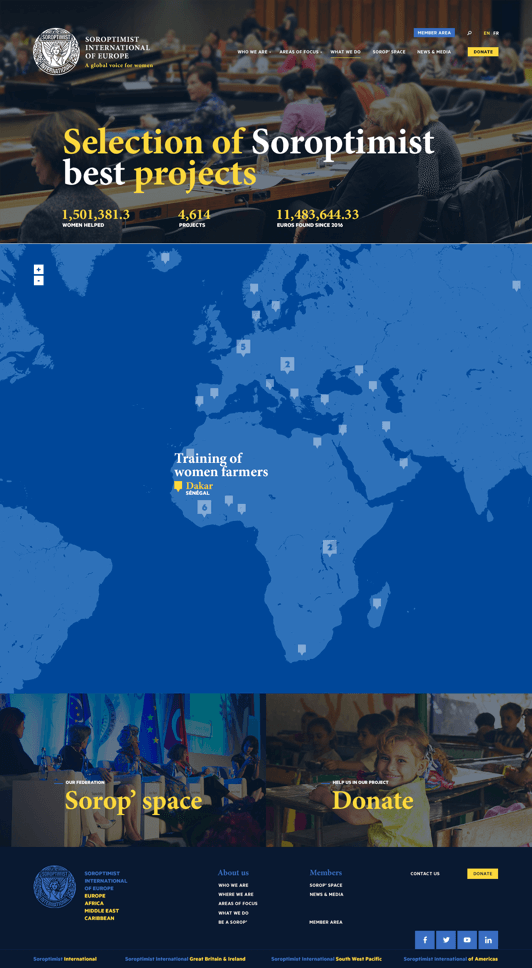 SOROPTIMIST
INTERNATIONAL
OF EUROPE
A global voice for women
MEMBER AREA
EN FR
WHO WE ARE
AREAS OF FOCUS
WHAT WE DO
SOROP' SPACE
NEWS & MEDIA
DONATE
Selection of Soroptimist
best projects
1,501,381.3
WOMEN HELPED
4,614
PROJECTS
11,483,644.33
EUROS FOUND SINCE 2016
+
-
5
2
Training of
women farmers
Dakar
SÉNÉGAL
6
2
OUR FEDERATION
Sorop' space
HELP US IN OUR PROJECT
Donate
SOROPTIMIST
INTERNATIONAL
OF EUROPE
EUROPE
AFRICA
MIDDLE EAST
CARIBBEAN
About us
WHO WE ARE
WHERE WE ARE
AREAS OF FOCUS
WHAT WE DO
BE A SOROP'
Members
SOROP' SPACE
NEWS & MEDIA
MEMBER AREA
CONTACT US
DONATE
f
in
Soroptimist International
Soroptimist International Great Britain & Ireland
Soroptimist International South West Pacific
Soroptimist International of Americas